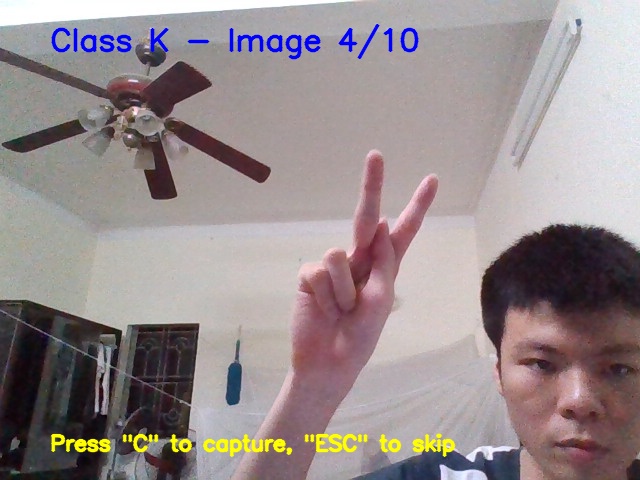 Class K - Image 4/10
Press "C" to capture, "ESC" to skip